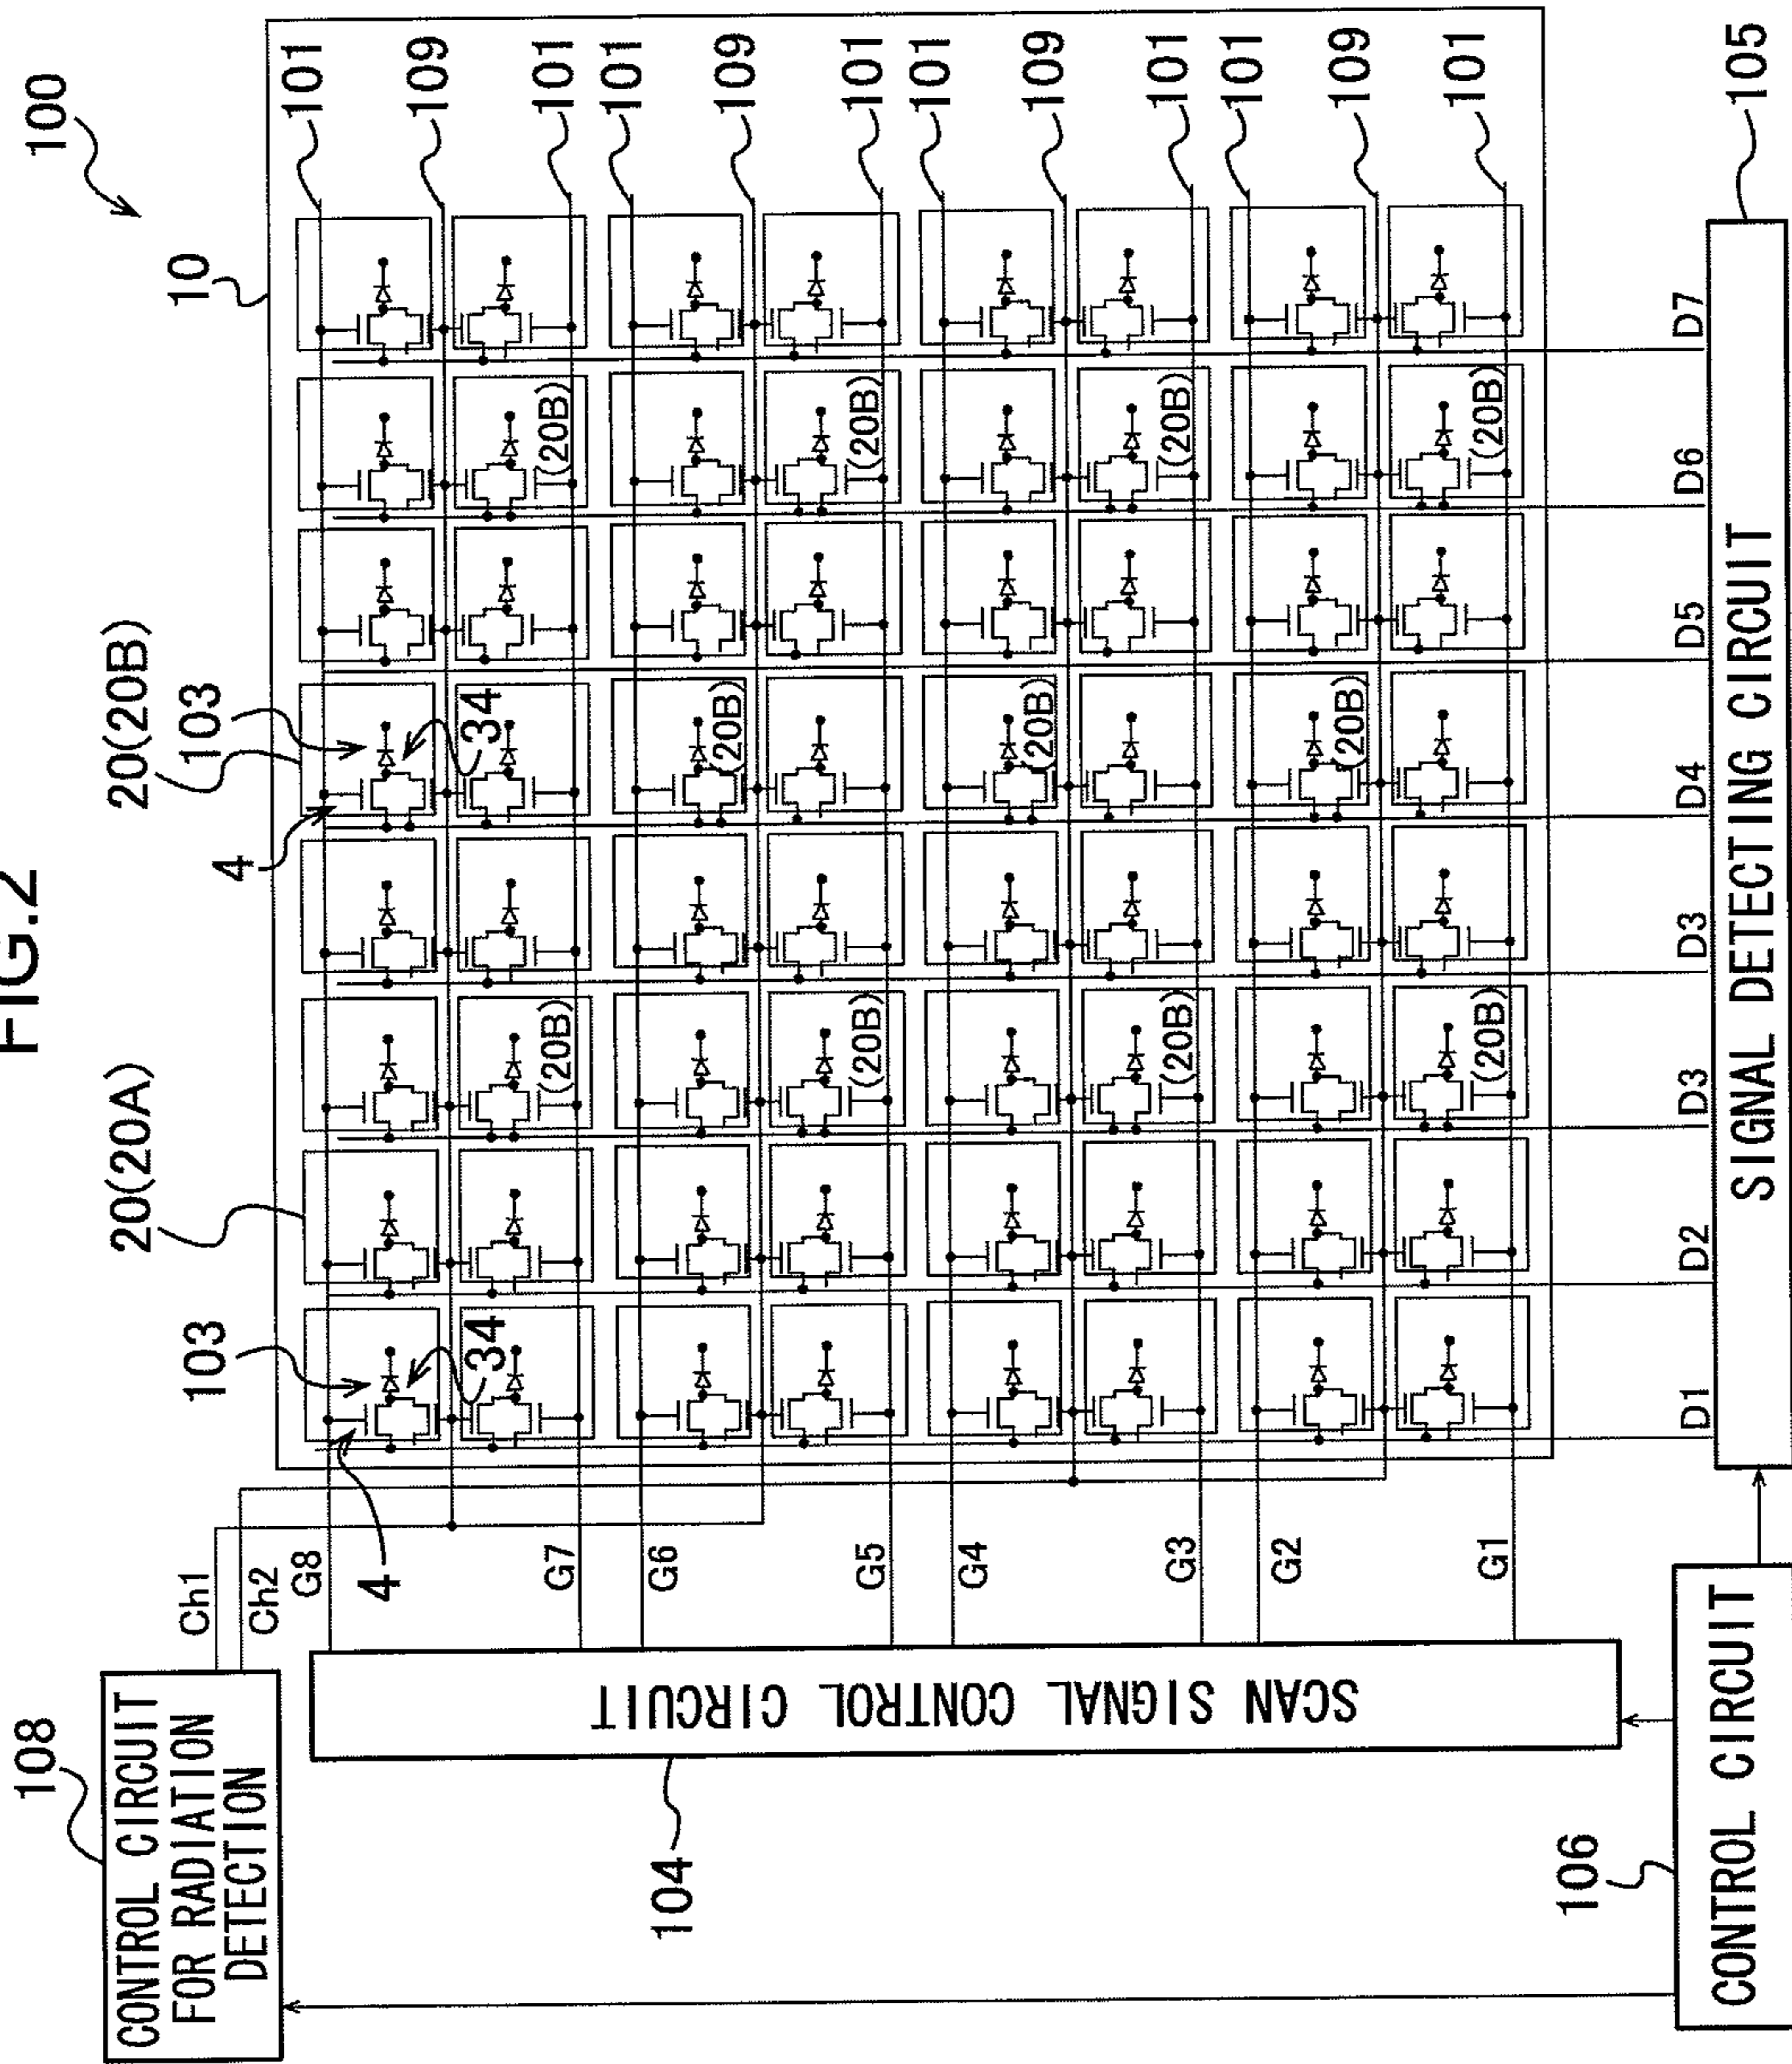 FIG.2
100
10
108
CONTROL CIRCUIT
FOR RADIATION
DETECTION
Ch1
Ch2
20(20A)
20(20B)
103
103
4
4
34
34
101
109
101
101
109
101
101
109
101
101
109
101
G8
G7
G6
G5
G4
G3
G2
G1
(20B)
(20B)
(20B)
(20B)
(20B)
(20B)
(20B)
(20B)
(20B)
(20B)
(20B)
SCAN SIGNAL CONTROL CIRCUIT
104
D1
D2
D3
D3
D4
D5
D6
D7
SIGNAL DETECTING CIRCUIT
105
CONTROL CIRCUIT
106